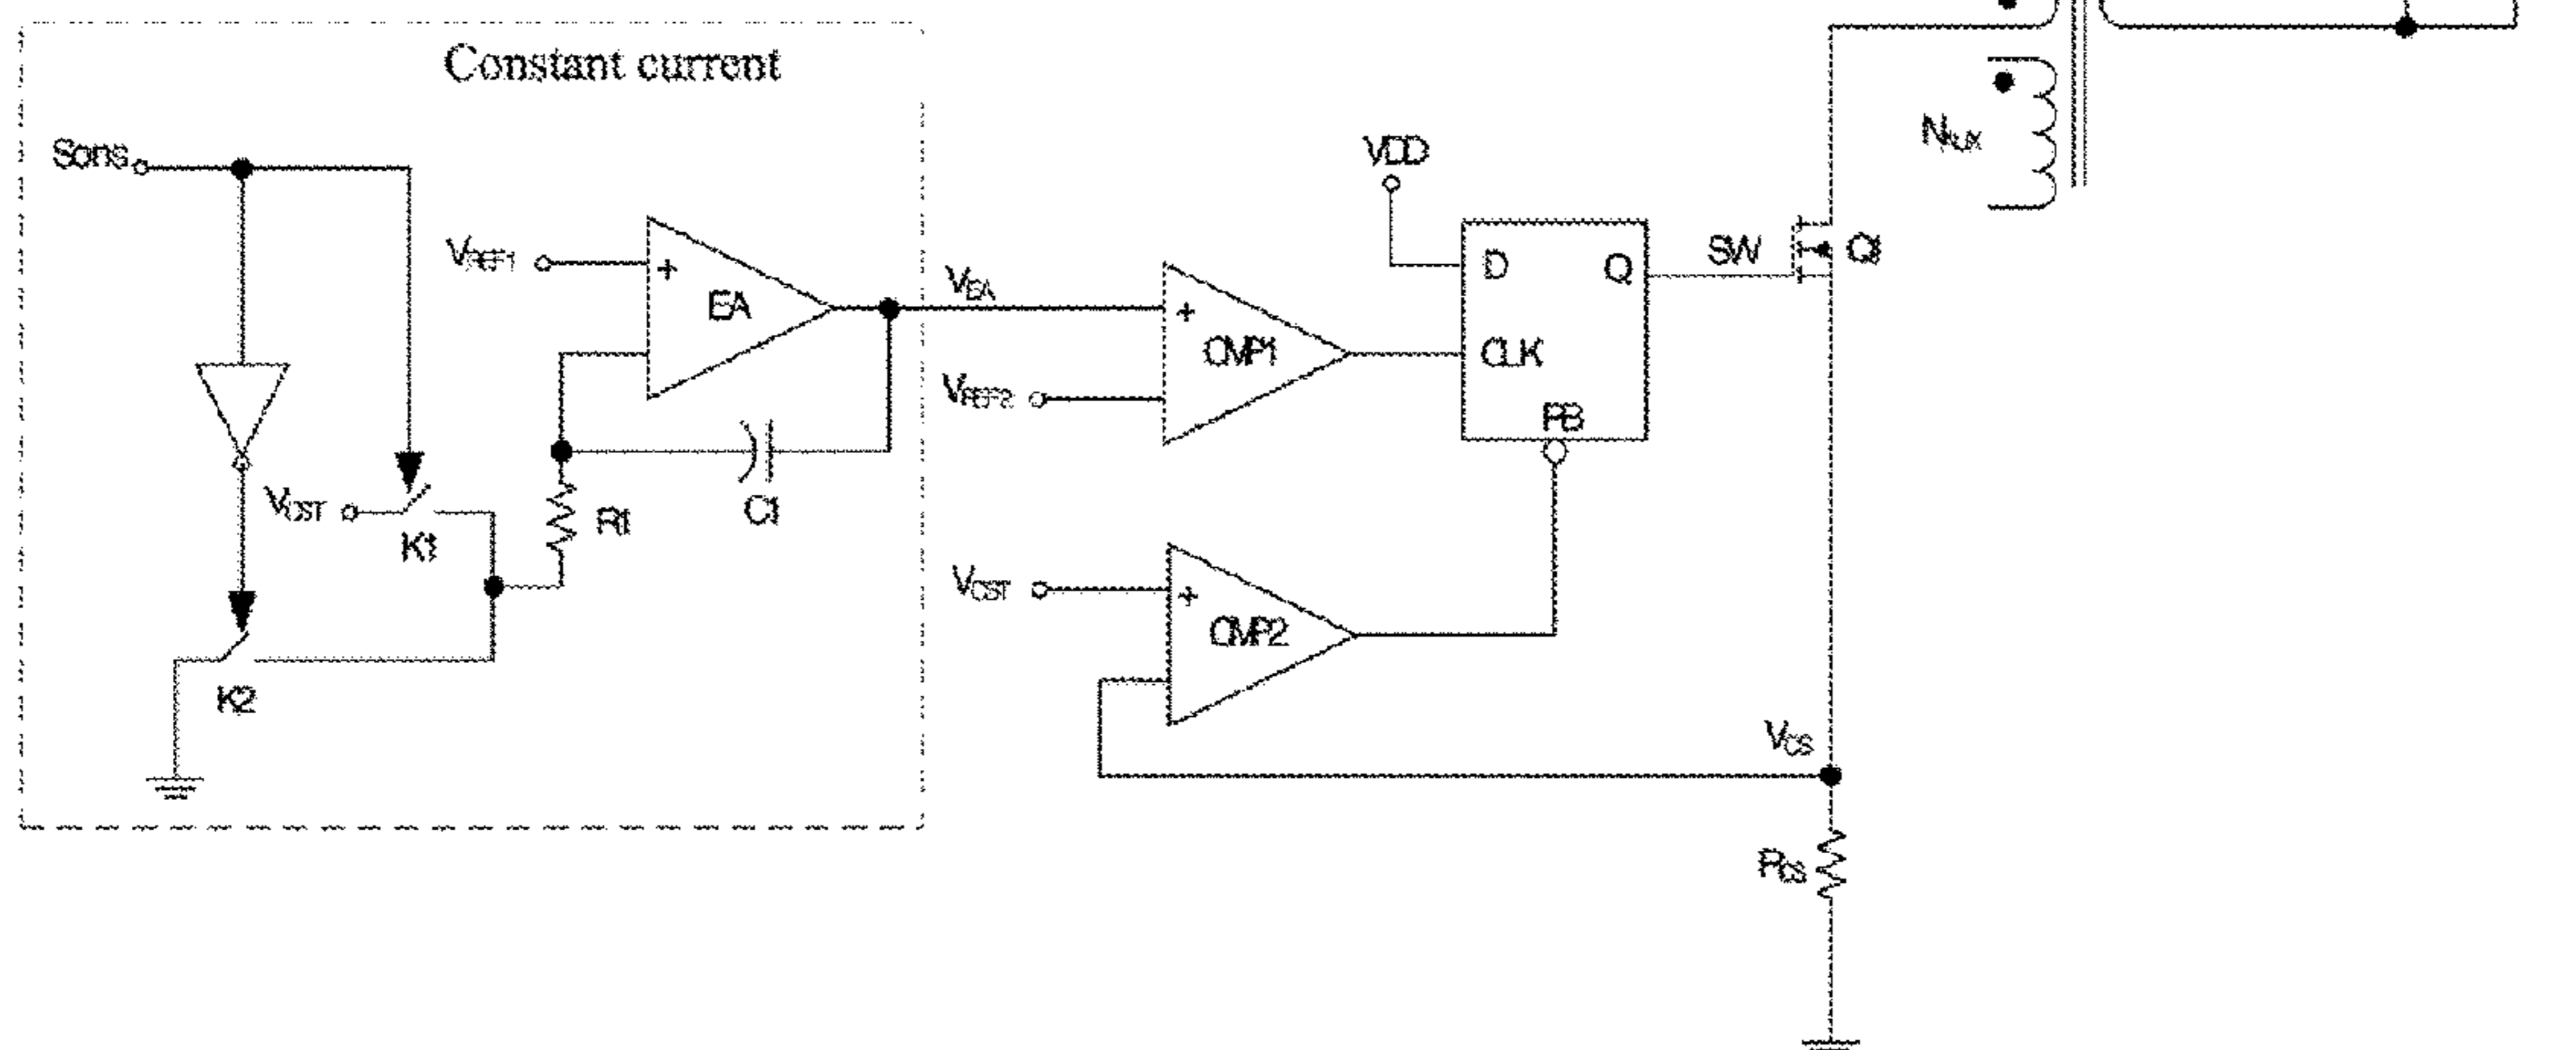 Constant current
Sons
VREF1
+
EA
VEA
VCST
K1
R1
C1
K2
VREF2
+
CMP1
VDD
D
Q
CLK
RB
SW
Q1
NAUX
VCST
+
CMP2
VCS
RCS